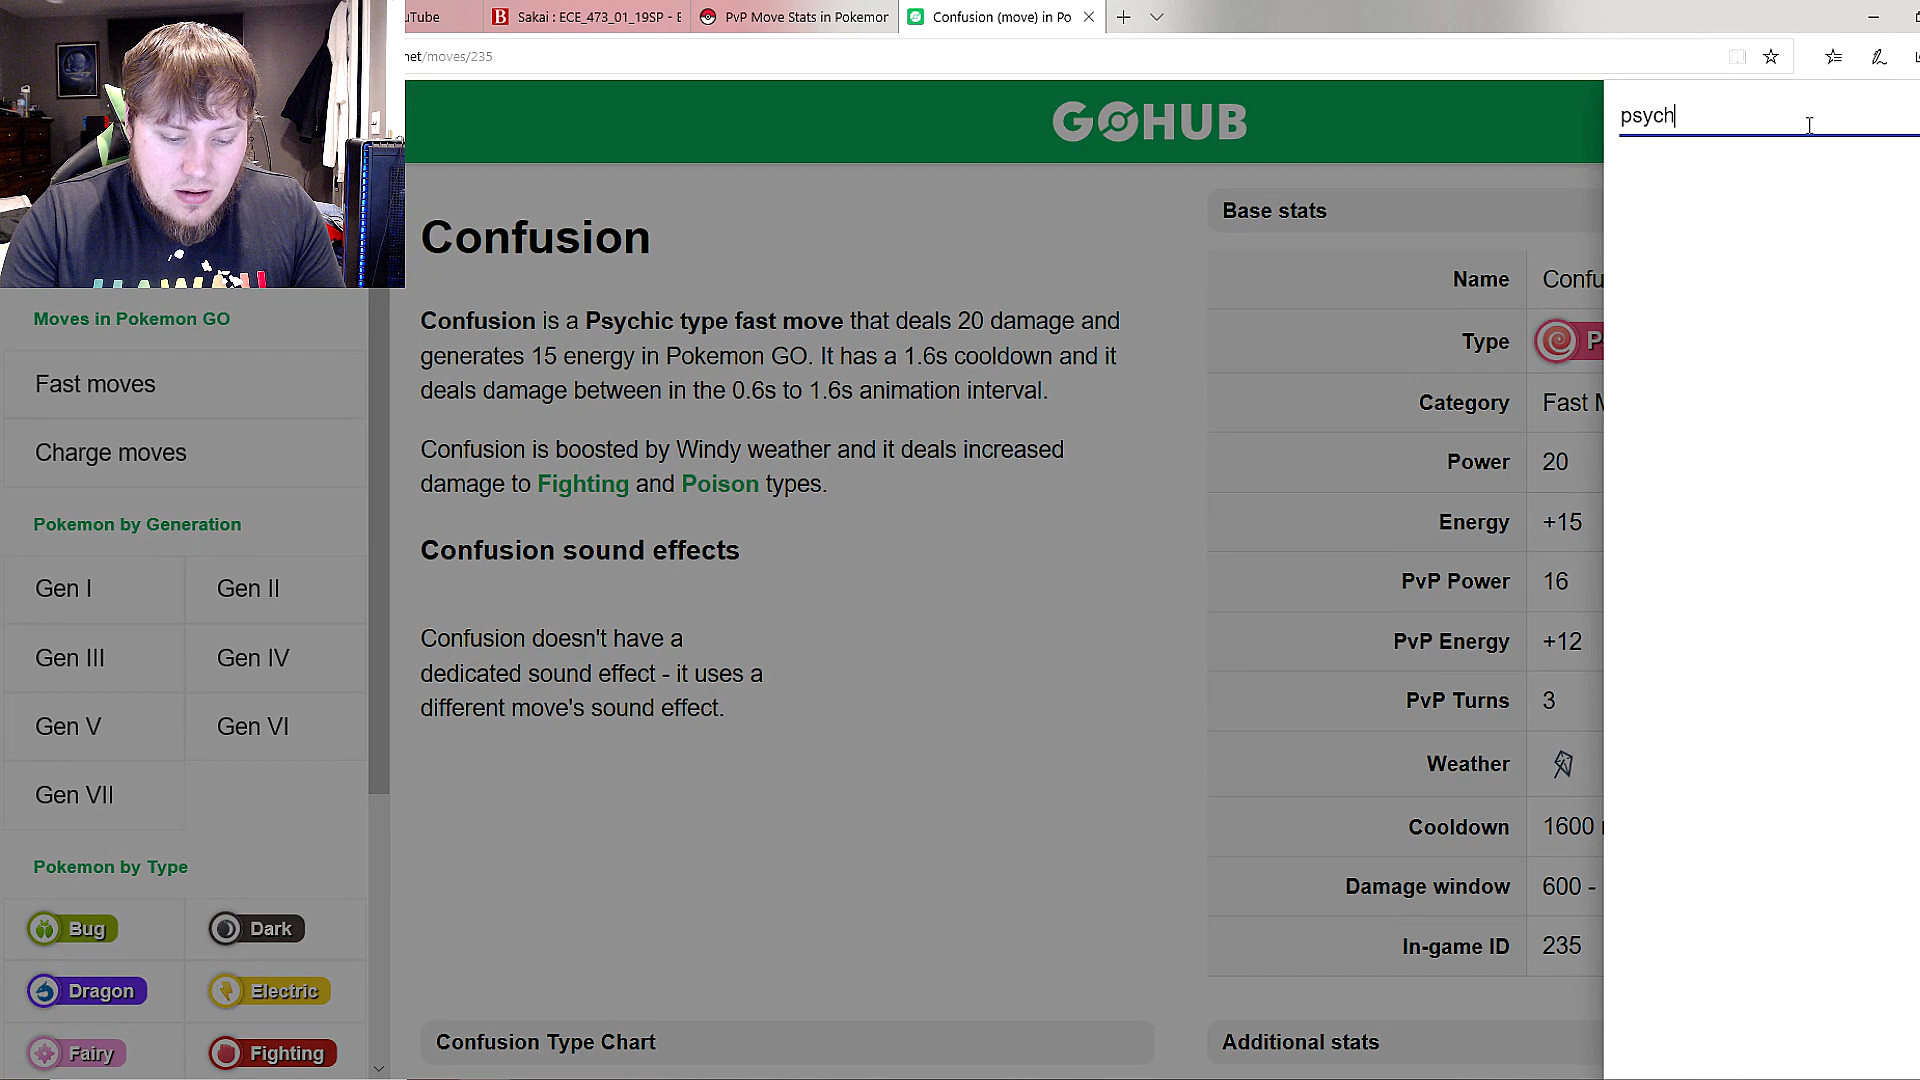 uTube
Sakai : ECE_473_01_19SP - E
PvP Move Stats in Pokemon
Confusion (move) in Po
net/moves/235
GOHUB
psych
Moves in Pokemon GO
Fast moves
Charge moves
Pokemon by Generation
Gen I
Gen II
Gen III
Gen IV
Gen V
Gen VI
Gen VII
Pokemon by Type
Bug
Dark
Dragon
Electric
Fairy
Fighting
Confusion
Confusion is a Psychic type fast move that deals 20 damage and
generates 15 energy in Pokemon GO. It has a 1.6s cooldown and it
deals damage between in the 0.6s to 1.6s animation interval.
Confusion is boosted by Windy weather and it deals increased
damage to Fighting and Poison types.
Confusion sound effects
Confusion doesn't have a
dedicated sound effect - it uses a
different move's sound effect.
Confusion Type Chart
Base stats
Name Confu
Type P
Category Fast M
Power 20
Energy +15
PvP Power 16
PvP Energy +12
PvP Turns 3
Weather
Cooldown 1600
Damage window 600 -
In-game ID 235
Additional stats